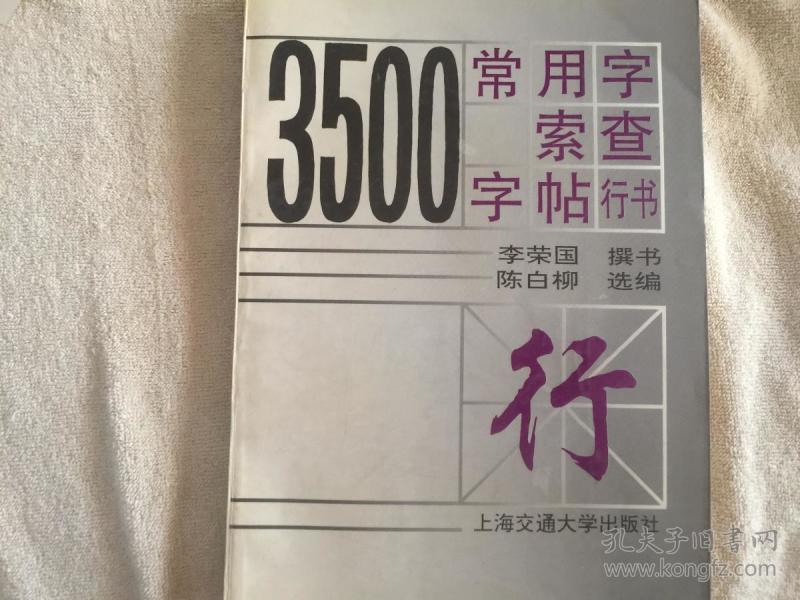 3500常用字
索查
字帖行书
李荣国 撰书
陈白柳 选编
行
上海交通大学出版社
孔夫子旧书网
www.kongfz.com